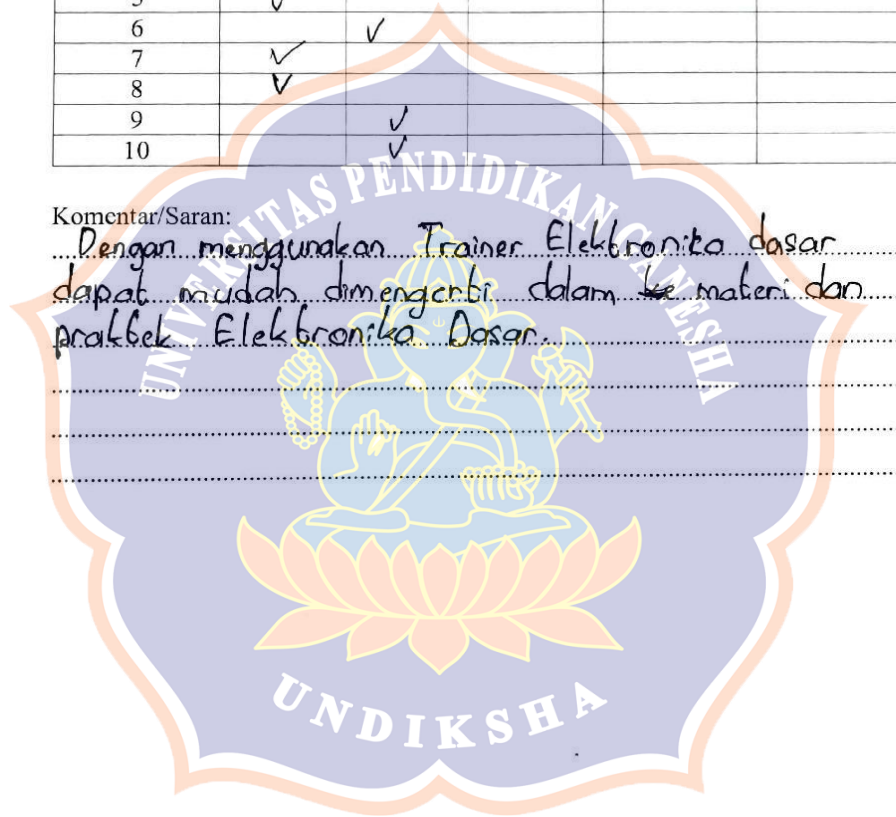 5 ✓
6 ✓
7 ✓
8 ✓
9 ✓
10 ✓
UNIVERSITAS PENDIDIKAN GANESHA
Komentar/Saran:
Dengan menggunakan Trainer Elektronika dasar
dapat mudah dimengerti dalam materi dan
praktek Elektronika Dasar.
UNDIKSHA